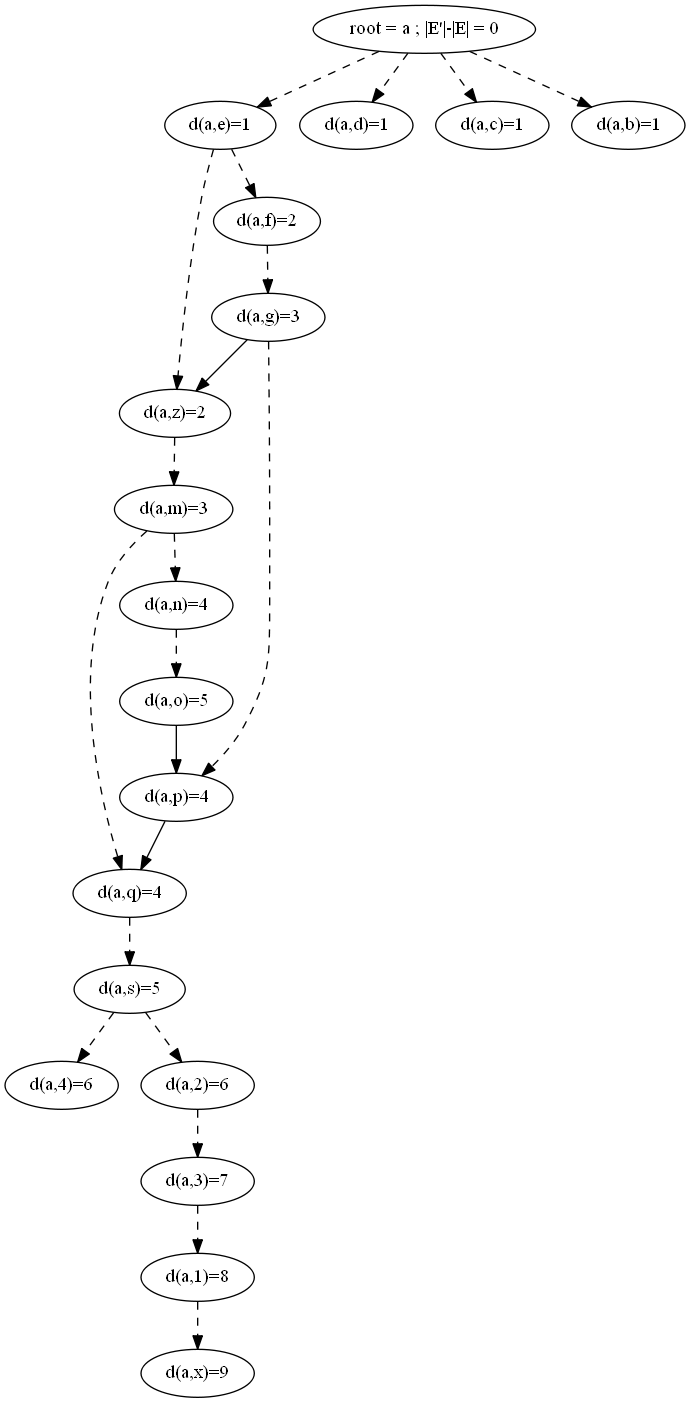 root = a ; |E'|-|E| = 0
d(a,e)=1
d(a,d)=1
d(a,c)=1
d(a,b)=1
d(a,f)=2
d(a,g)=3
d(a,z)=2
d(a,m)=3
d(a,n)=4
d(a,o)=5
d(a,p)=4
d(a,q)=4
d(a,s)=5
d(a,4)=6
d(a,2)=6
d(a,3)=7
d(a,1)=8
d(a,x)=9